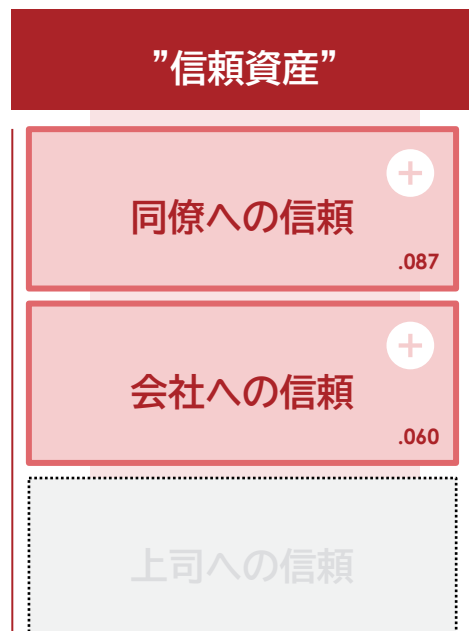 ”信頼資産”
+
同僚への信頼
.087
+
会社への信頼
.060
上司への信頼